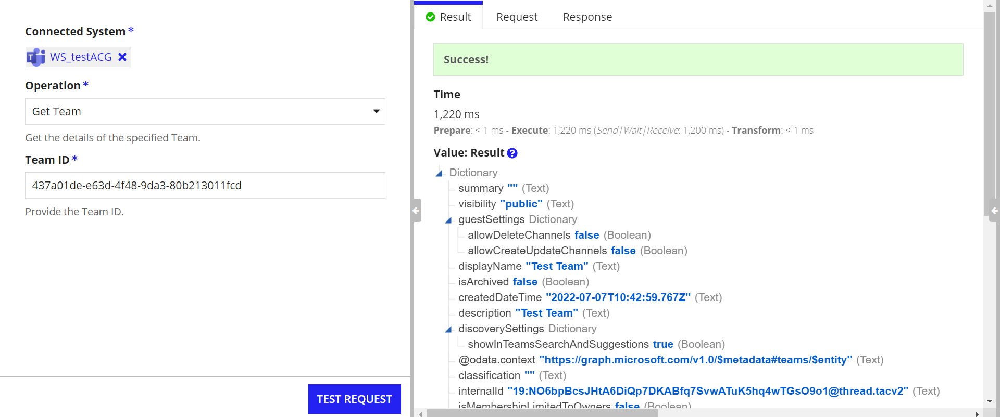 Connected System *
WS_testACG
Operation *
Get Team
Get the details of the specified Team.
Team ID *
437a01de-e63d-4f48-9da3-80b213011fcd
Provide the Team ID.
TEST REQUEST
Result Request Response
Success!
Time
1,220 ms
Prepare: < 1 ms - Execute: 1,220 ms (Send|Wait|Receive: 1,200 ms) - Transform: < 1 ms
Value: Result ?
Dictionary
summary "" (Text)
visibility "public" (Text)
guestSettings Dictionary
allowDeleteChannels false (Boolean)
allowCreateUpdateChannels false (Boolean)
displayName "Test Team" (Text)
isArchived false (Boolean)
createdDateTime "2022-07-07T10:42:59.767Z" (Text)
description "Test Team" (Text)
discoverySettings Dictionary
showInTeamsSearchAndSuggestions true (Boolean)
@odata.context "https://graph.microsoft.com/v1.0/$metadata#teams/$entity" (Text)
classification "" (Text)
internalId "19:NO6bpBcsJHtA6DiQp7DKABfq7SvwATuK5hq4wTGsO9o1@thread.tacv2" (Text)
isMembershipLimitedToOwners false (Boolean)